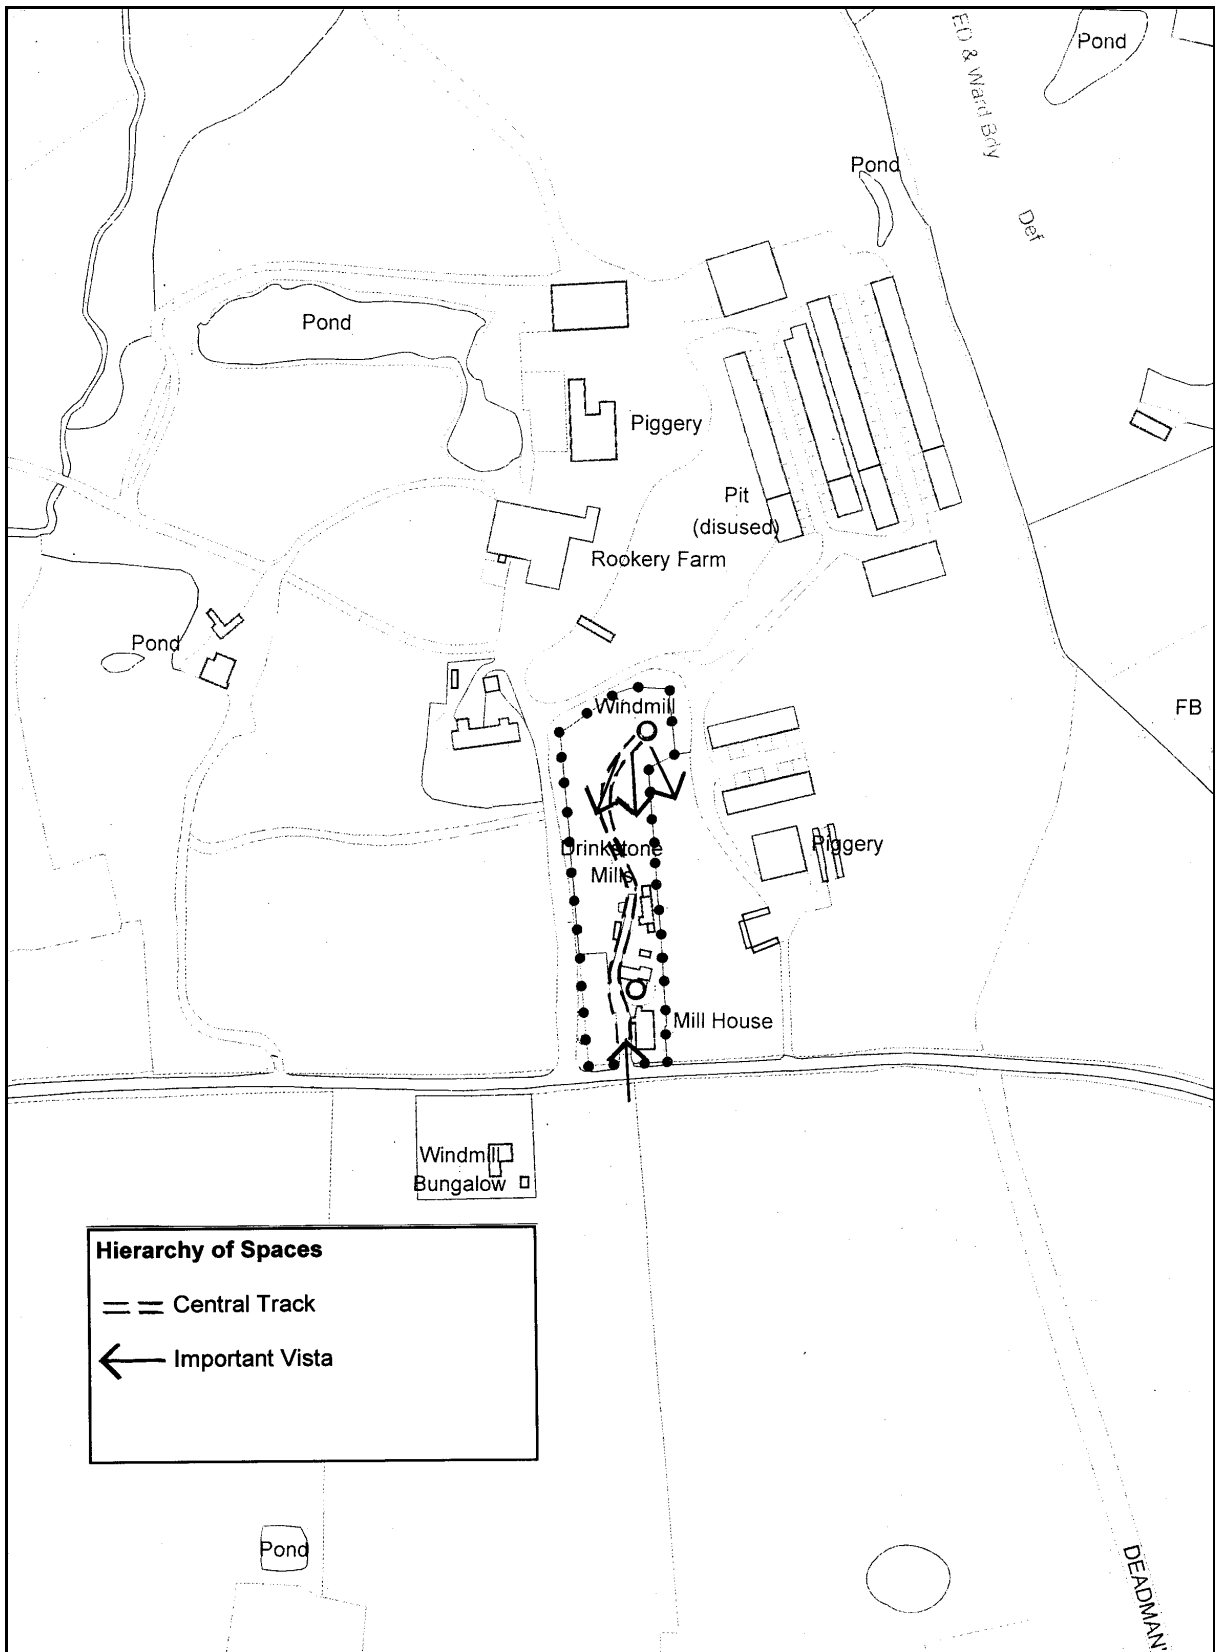 Pond
ED & Ward Bdy
Pond
Def
Pond
Piggery
Pit
(disused)
Rookery Farm
Pond
Windmill
FB
Drinkstone
Mills
Piggery
Mill House
Windmill
Bungalow
Hierarchy of Spaces
Central Track
Important Vista
Pond
DEADMAN'